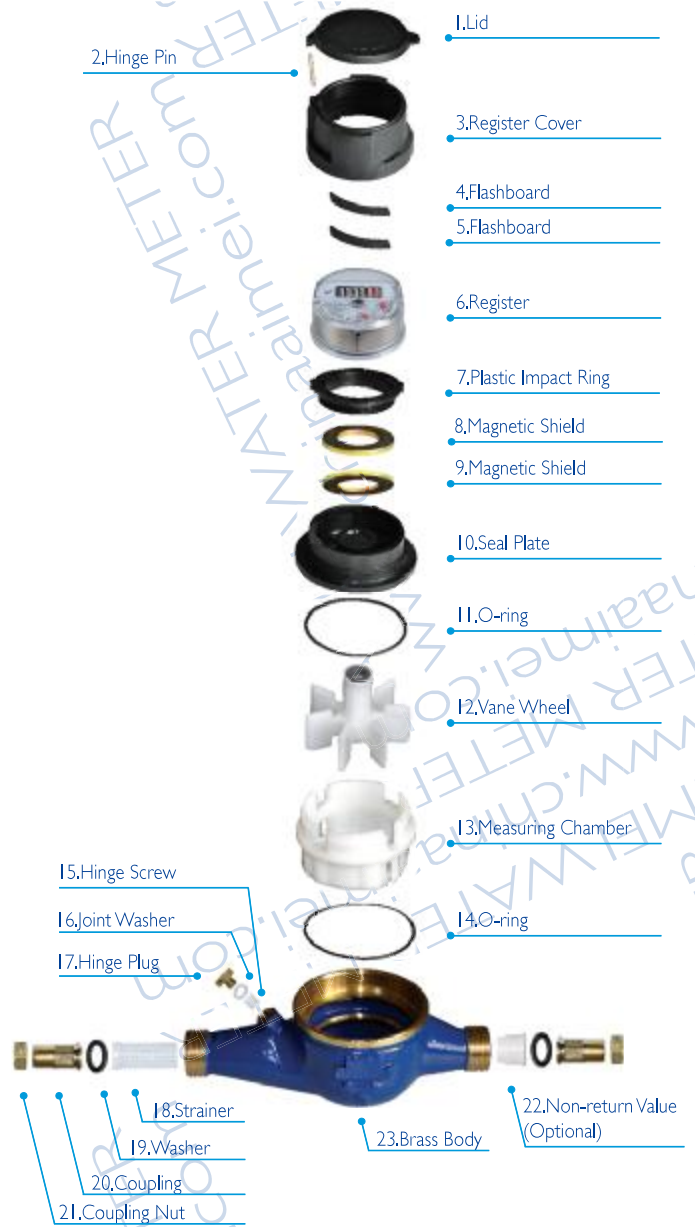 1.Lid
2.Hinge Pin
3.Register Cover
4.Flashboard
5.Flashboard
6.Register
7.Plastic Impact Ring
8.Magnetic Shield
9.Magnetic Shield
10.Seal Plate
11.O-ring
12.Vane Wheel
13.Measuring Chamber
15.Hinge Screw
16.Joint Washer
14.O-ring
17.Hinge Plug
18.Strainer
22.Non-return Value
(Optional)
23.Brass Body
19.Washer
20.Coupling
21.Coupling Nut